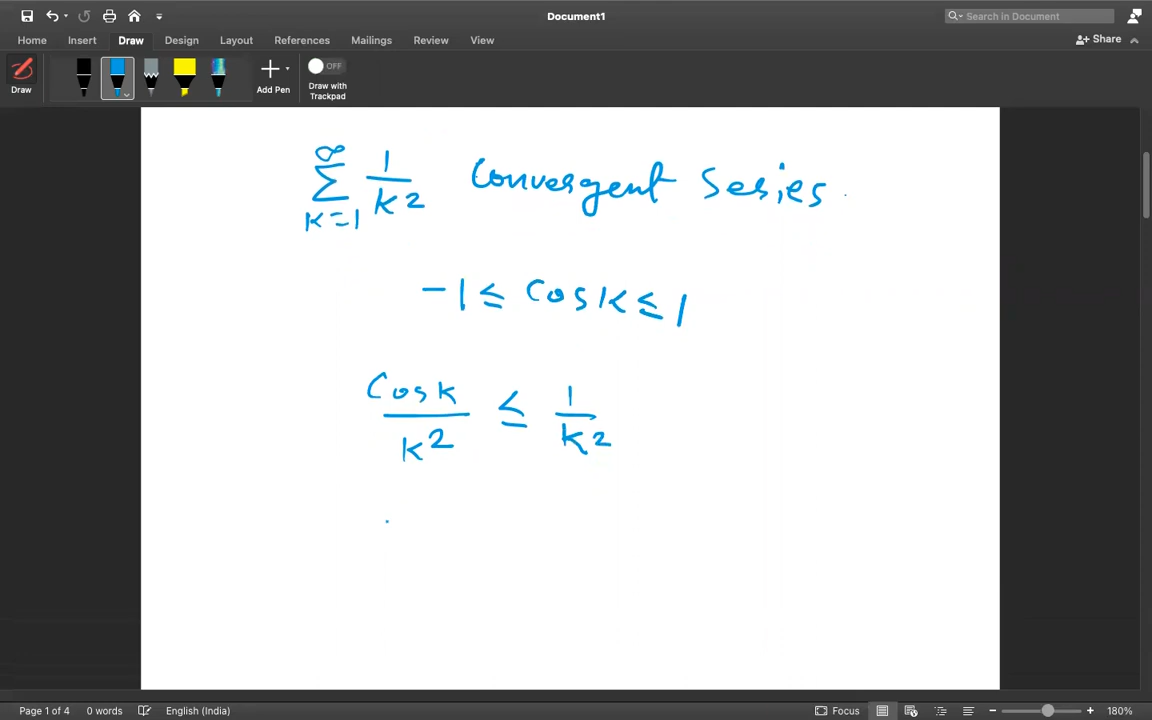 Document1
Search in Document
Home Insert Draw Design Layout References Mailings Review View
Share
Draw
Add Pen
OFF
Draw with
Trackpad
∞
∑ 1/k² Convergent Series
k=1
-1 ≤ Cos k ≤ 1
Cos k/k² ≤ 1/k²
Page 1 of 4 0 words English (India) Focus 180%